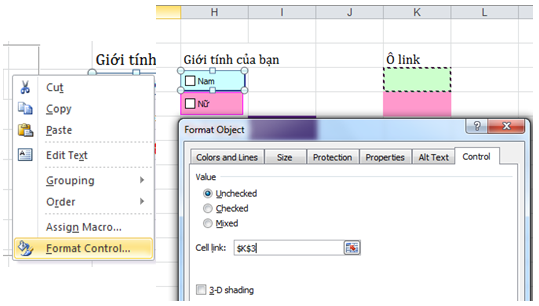 Giới tính
Cut
Copy
Paste
Edit Text
Grouping
Order
Assign Macro...
Format Control...
H I J K L
Giới tính của bạn Ô link
Nam
Nữ
Format Object
Colors and Lines Size Protection Properties Alt Text Control
Value
Unchecked
Checked
Mixed
Cell link: $K$3
3-D shading